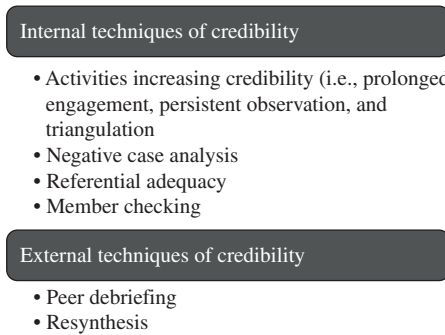 Internal techniques of credibility
• Activities increasing credibility (i.e., prolonged
engagement, persistent observation, and
triangulation
• Negative case analysis
• Referential adequacy
• Member checking
External techniques of credibility
• Peer debriefing
• Resynthesis